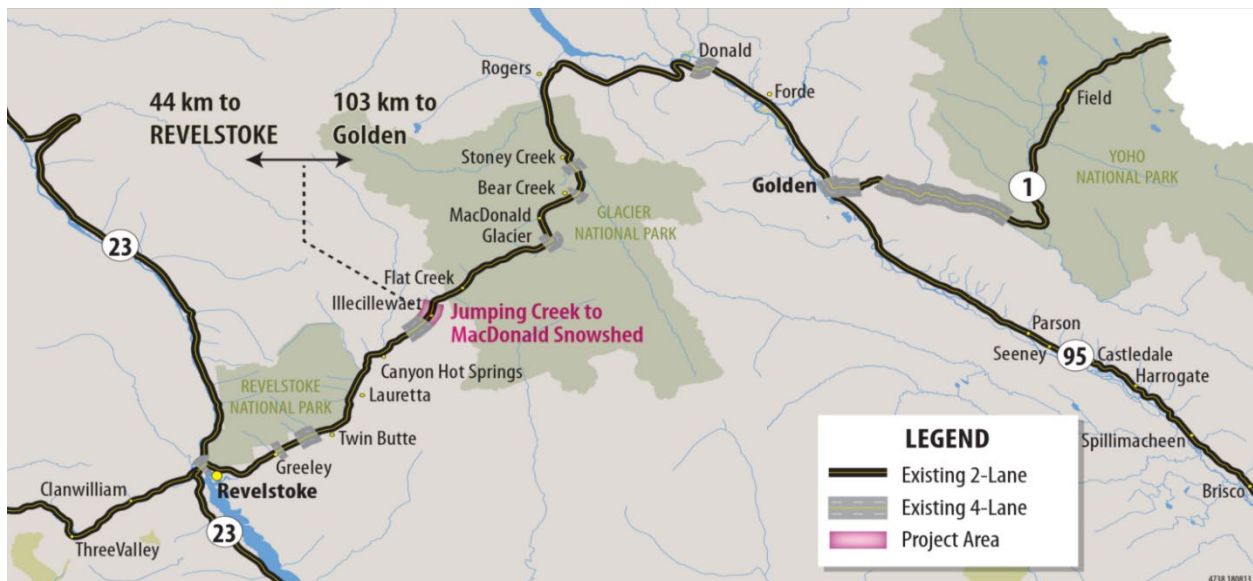 Donald
Rogers
Forde
Field
44 km to
REVELSTOKE
103 km to
Golden
Stoney Creek
YOHO
NATIONAL PARK
Bear Creek
Golden
1
MacDonald
Glacier
GLACIER
NATIONAL PARK
23
Flat Creek
Illecillewaet
Jumping Creek to
MacDonald Snowshed
Parson
Seeney
95
Castledale
Harrogate
Canyon Hot Springs
REVELSTOKE
NATIONAL PARK
Lauretta
Twin Butte
Greeley
Spillimacheen
Clanwilliam
Revelstoke
Brisco
23
ThreeValley
LEGEND
Existing 2-Lane
Existing 4-Lane
Project Area
4738 180813